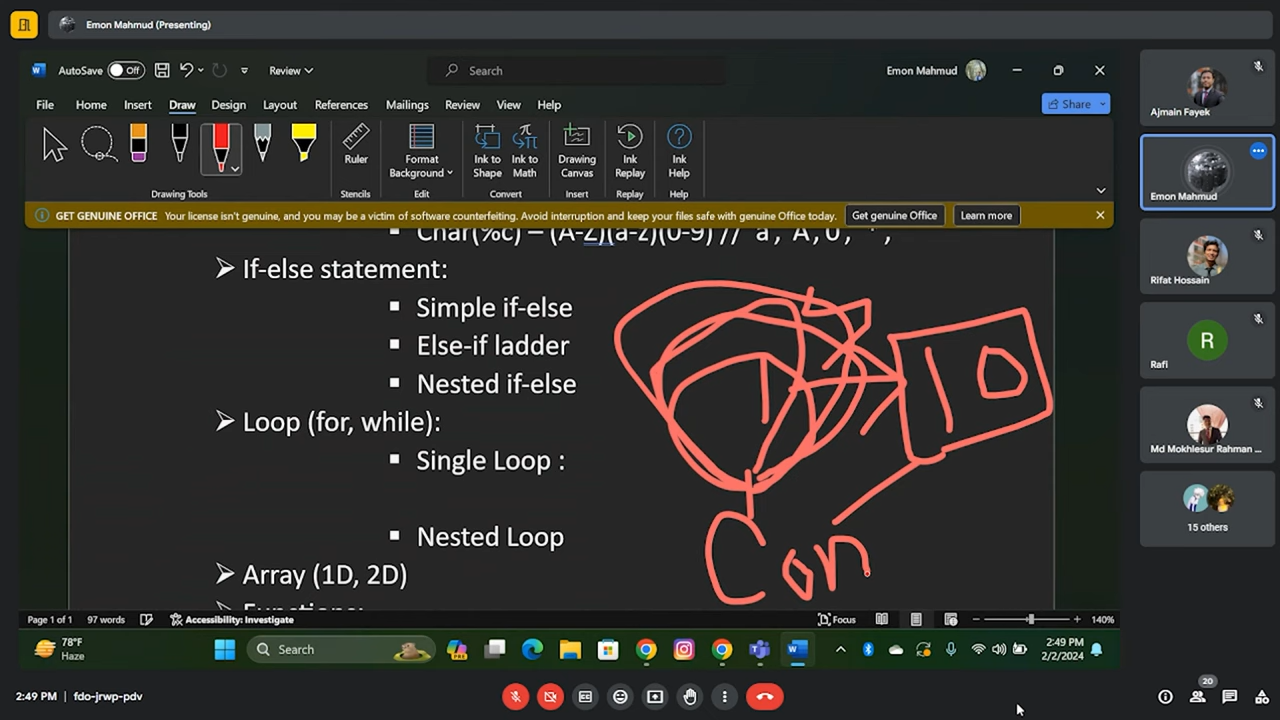 Emon Mahmud (Presenting)
AutoSave Off Review Search Emon Mahmud
File Home Insert Draw Design Layout References Mailings Review View Help Share
Ruler Format Background Ink to Shape Ink to Math Drawing Canvas Ink Replay Ink Help
Drawing Tools Stencils Edit Convert Insert Replay Help
GET GENUINE OFFICE Your license isn't genuine, and you may be a victim of software counterfeiting. Avoid interruption and keep your files safe with genuine Office today. Get genuine Office Learn more
Char(%c) – (A-Z)(a-z)(0-9) //
If-else statement:
Simple if-else
Else-if ladder
Nested if-else
Loop (for, while):
Single Loop :
Nested Loop
Array (1D, 2D)
Functions:
10
Con
Page 1 of 1 97 words Accessibility: Investigate Focus 140%
78°F
Haze
Search
2:49 PM
2/2/2024
Ajmain Fayek
Emon Mahmud
Rifat Hossain
R
Rafi
Md Mokhlesur Rahman ...
15 others
2:49 PM | fdo-jrwp-pdv
20